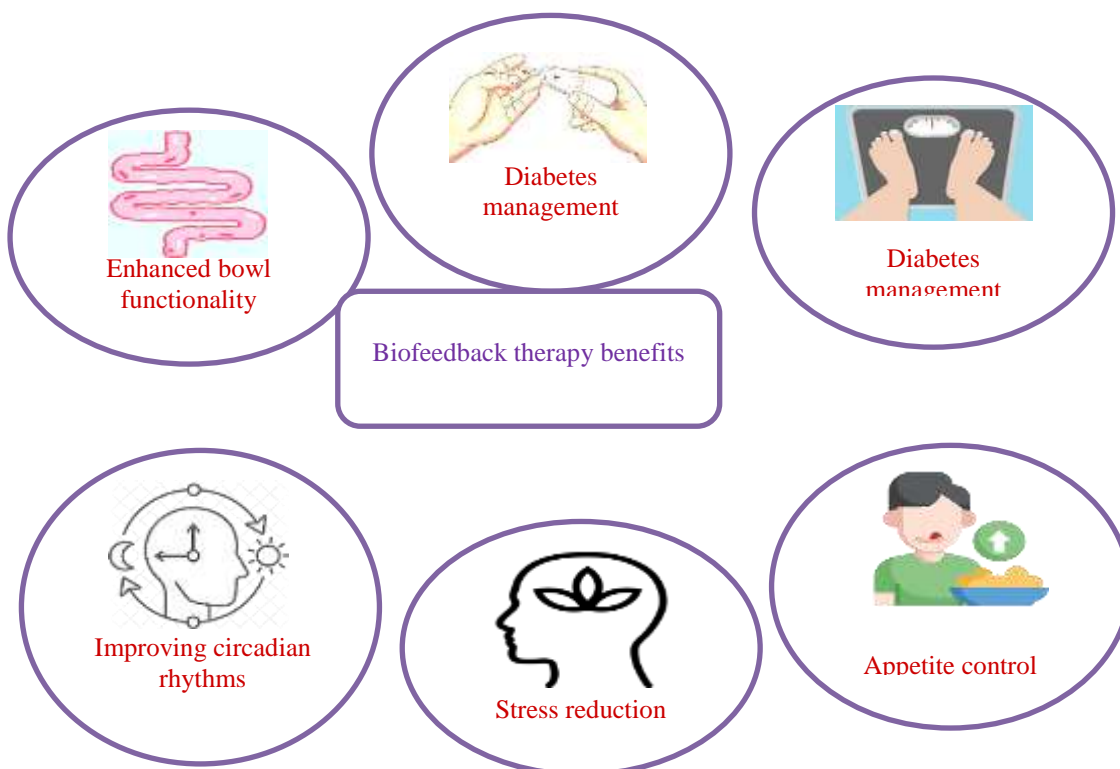 Diabetes
management
Enhanced bowl
functionality
Diabetes
management
Biofeedback therapy benefits
Improving circadian
rhythms
Stress reduction
Appetite control